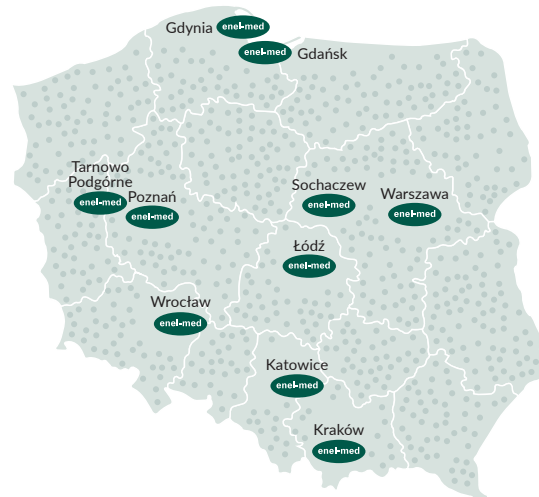 Gdynia enel-med
enel-med Gdańsk
Tarnowo
Podgórne
enel-med
Poznań
enel-med
Sochaczew
enel-med
Warszawa
enel-med
Łódź
enel-med
Wrocław
enel-med
Katowice
enel-med
Kraków
enel-med